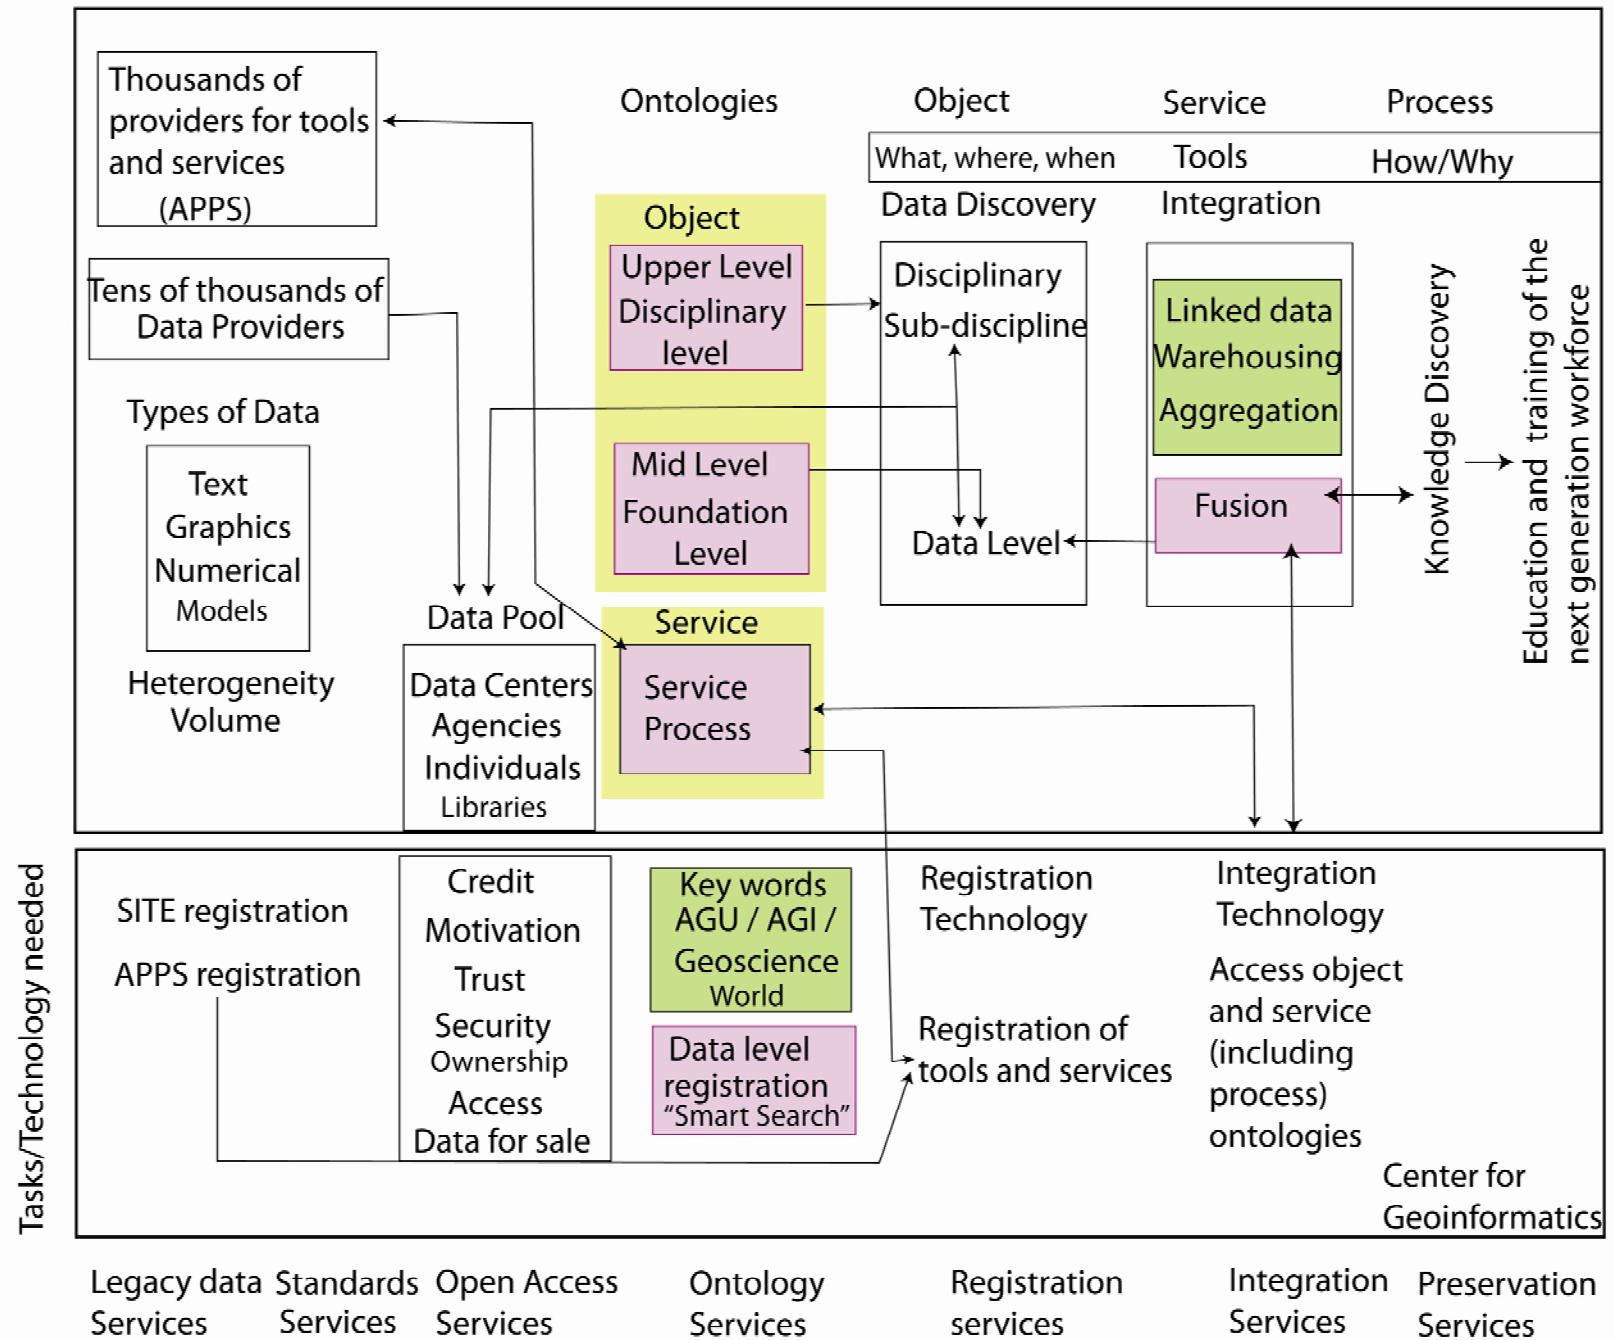 Thousands of
providers for tools
and services
(APPS)
Tens of thousands of
Data Providers
Types of Data
Text
Graphics
Numerical
Models
Heterogeneity
Volume
Data Pool
Data Centers
Agencies
Individuals
Libraries
Ontologies
Object
Upper Level
Disciplinary
level
Mid Level
Foundation
Level
Service
Service
Process
Object
What, where, when
Data Discovery
Disciplinary
Sub-discipline
Data Level
Service
Tools
Integration
Linked data
Warehousing
Aggregation
Fusion
Process
How/Why
Knowledge Discovery
Education and training of the
next generation workforce
Tasks/Technology needed
SITE registration
APPS registration
Credit
Motivation
Trust
Security
Ownership
Access
Data for sale
Key words
AGU / AGI /
Geoscience
World
Data level
registration
“Smart Search”
Registration
Technology
Registration of
tools and services
Integration
Technology
Access object
and service
(including
process)
ontologies
Center for
Geoinformatics
Legacy data
Services
Standards
Services
Open Access
Services
Ontology
Services
Registration
services
Integration
Services
Preservation
Services